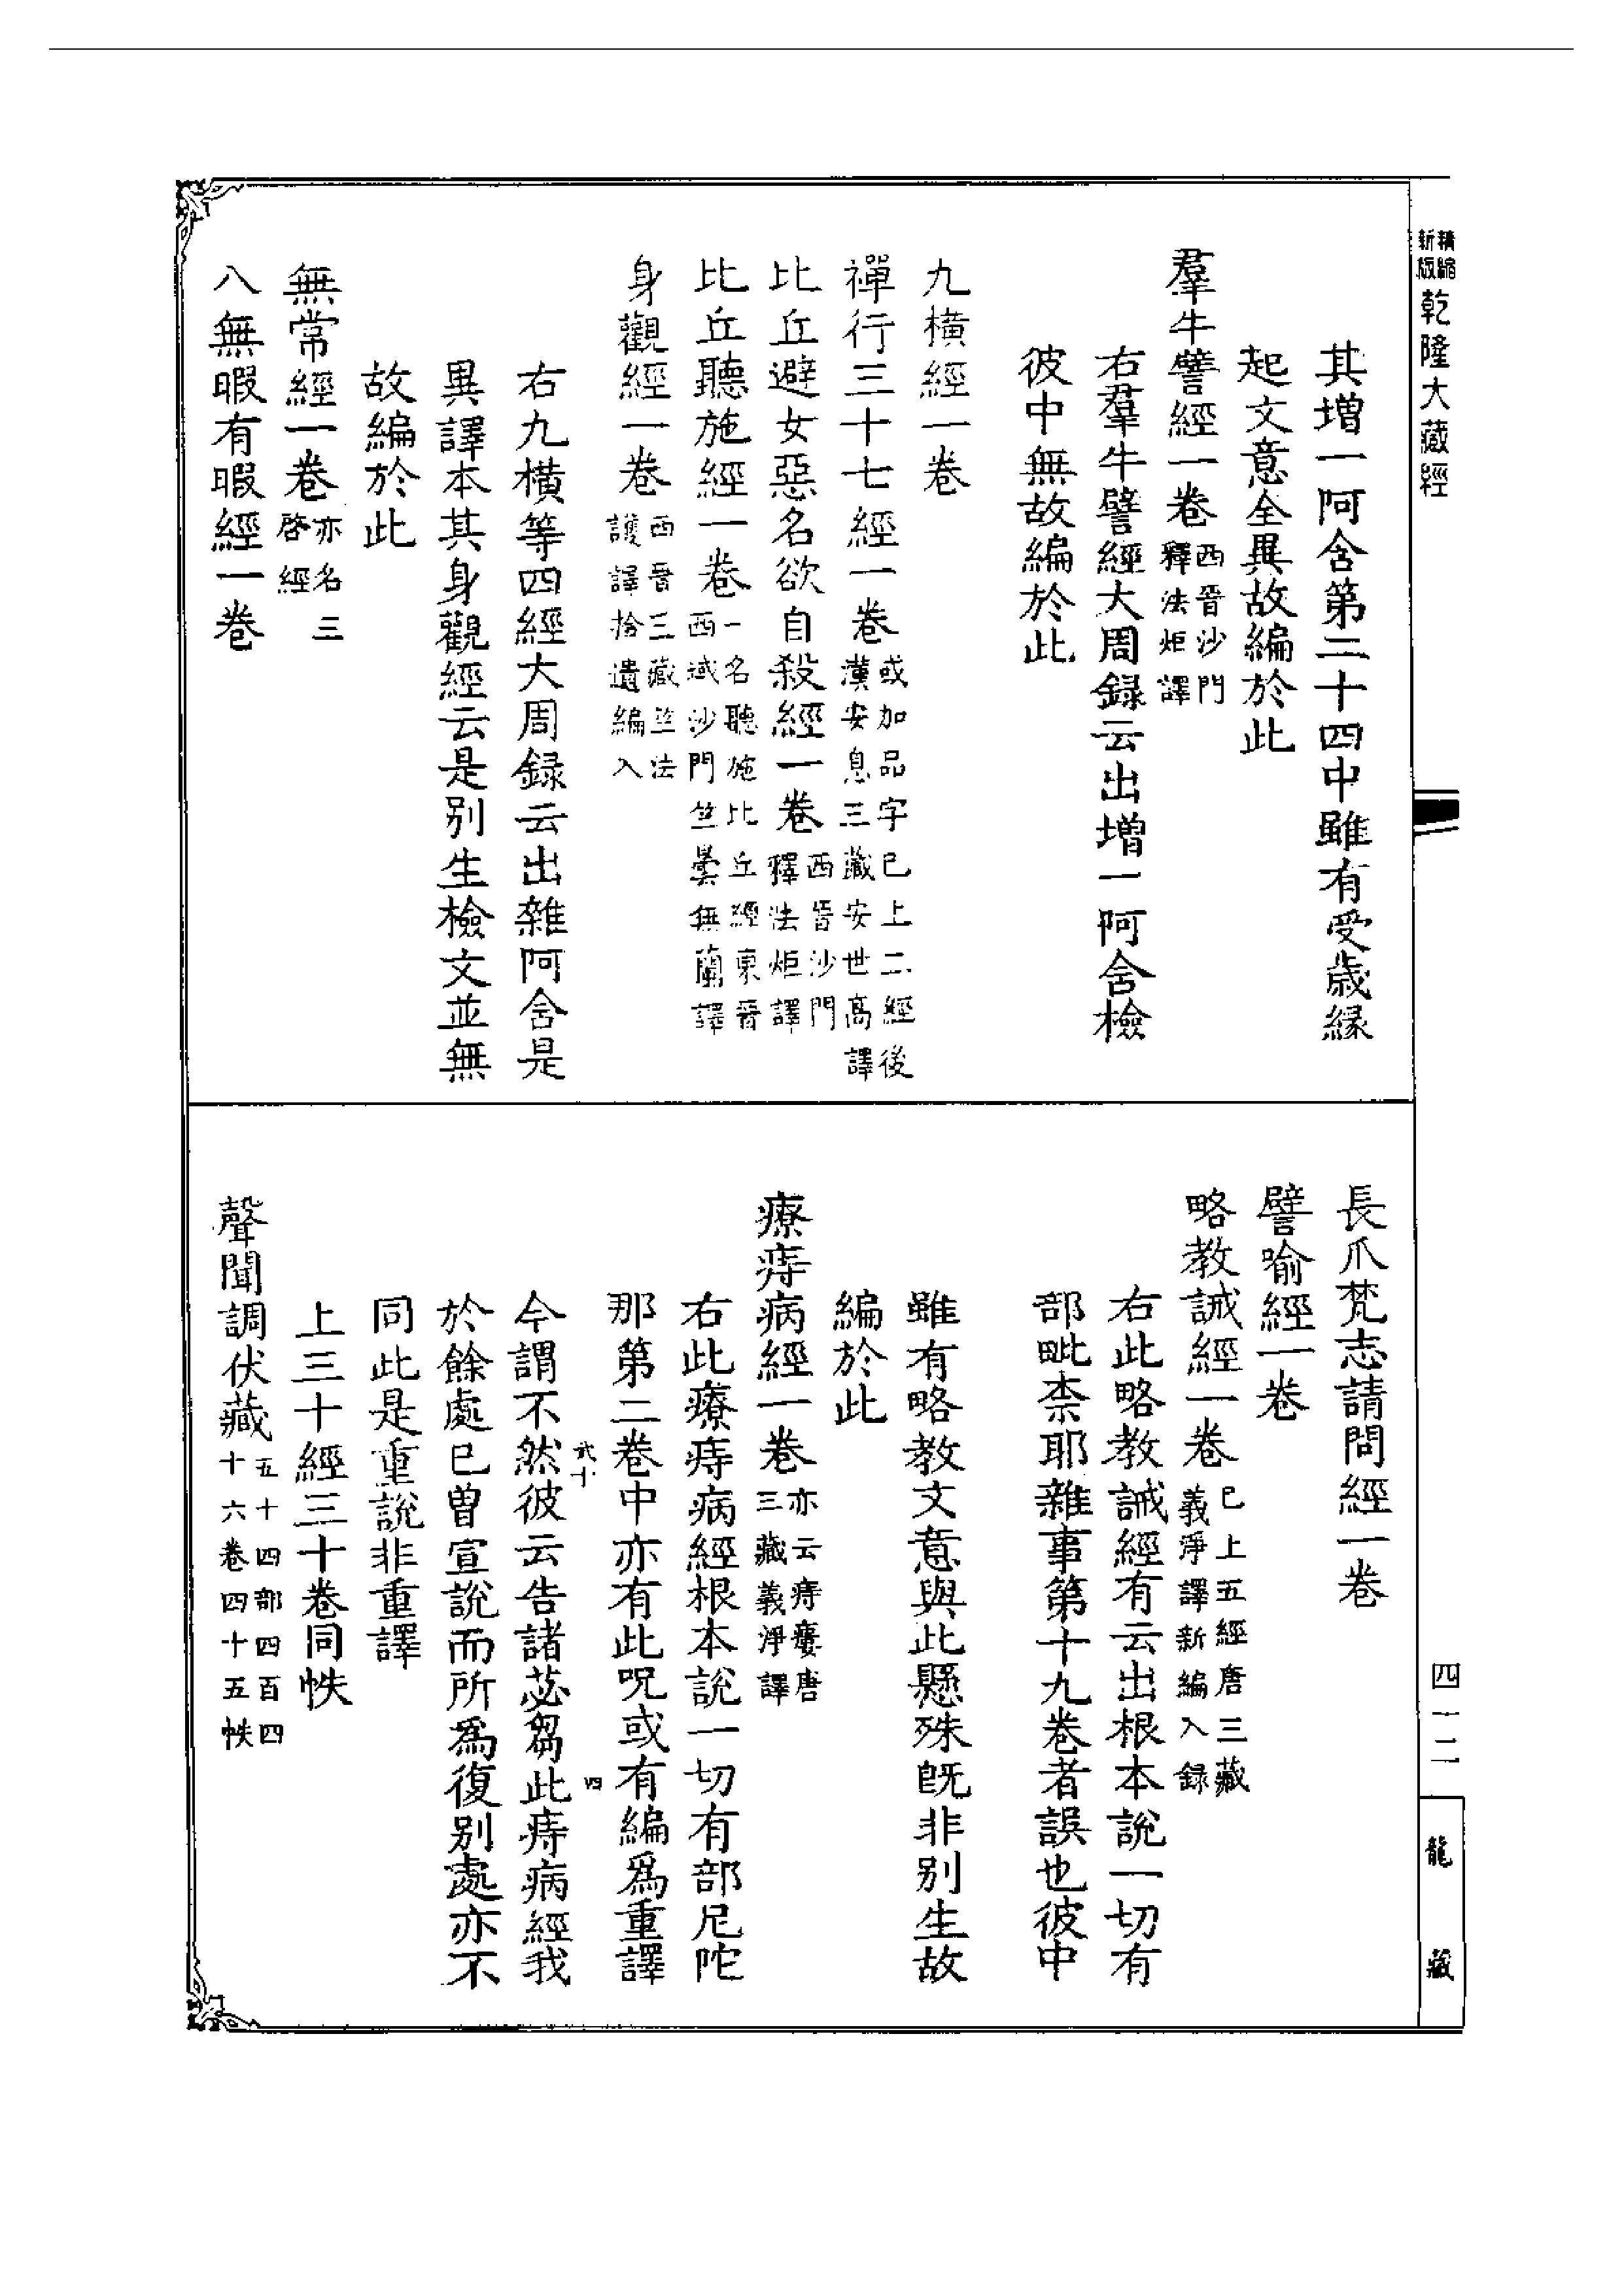 精縮新版乾隆大藏經
其增一阿含第二十四中雖有受歳緣
起文意全異故編於此
羣牛譬經一卷西晉沙門釋法炬譯
右羣牛譬經大周録云出增一阿含檢
彼中無故編於此
九橫經一卷
禪行三十七經一卷或加品字已上二經後漢安息三藏安世高譯
比丘避女惡名欲自殺經一卷西晉沙門釋法炬譯
比丘聽施經一卷一名聽施比丘經東晉西域沙門竺曇無蘭譯
身觀經一卷西晉三藏竺法護譯拾遺編入
右九橫等四經大周録云出雜阿含是
異譯本其身觀經云是别生檢文並無
故編於此
無常經一卷亦名三啓經
八無暇有暇經一卷
長爪梵志請問經一卷
譬喻經一卷
略教誡經一卷已上五經唐三藏義淨譯新編入録
右此略教誡經有云出根本説一切有
部毗柰耶雜事第十九卷者誤也彼中
雖有略教文意與此懸殊旣非别生故
編於此
療痔病經一卷亦云痔瘻唐三藏義淨譯
右此療痔病經根本説一切有部尼陀
那第二卷中亦有此呪或有編爲重譯
今謂不然彼云告諸苾芻此痔病經我
於餘處已曾宣說而所爲復别處亦不
同此是重說非重譯
上三十經三十卷同帙
聲聞調伏藏五十四部四百四十六卷四十五帙
四一二
龍藏